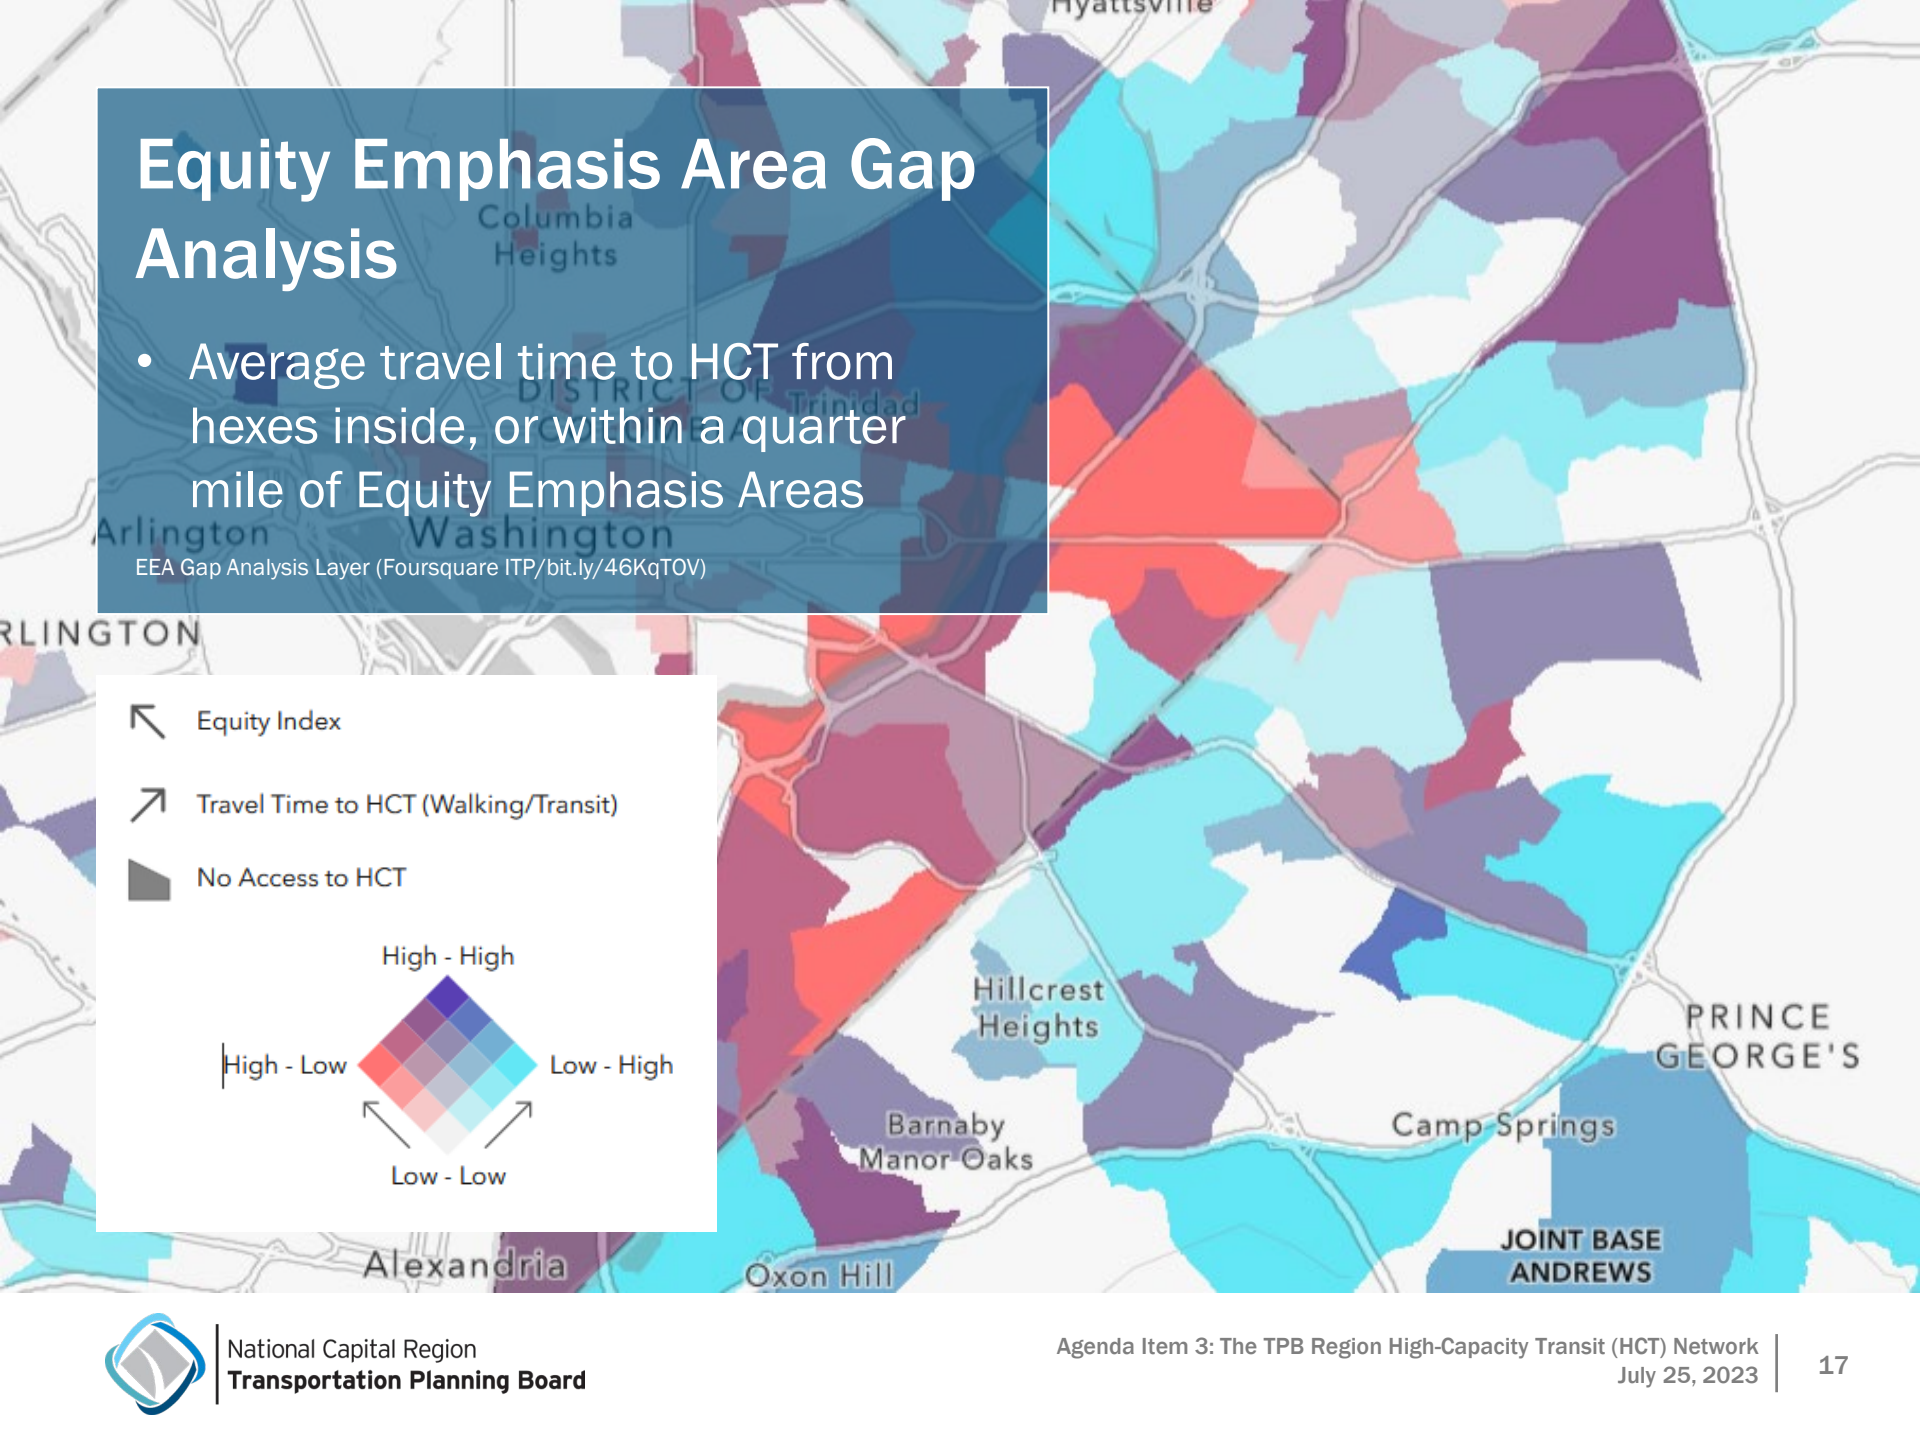 Hyattsville
Equity Emphasis Area Gap
Analysis
Columbia
Heights
• Average travel time to HCT from
hexes inside, or within a quarter
mile of Equity Emphasis Areas
DISTRICT OF
Trinidad
Arlington
Washington
EEA Gap Analysis Layer (Foursquare ITP/bit.ly/46KqTOV)
RLINGTON
Equity Index
Travel Time to HCT (Walking/Transit)
No Access to HCT
High - High
High - Low
Low - High
Low - Low
Hillcrest
Heights
PRINCE
GEORGE'S
Barnaby
Manor Oaks
Camp Springs
JOINT BASE
ANDREWS
Alexandria
Oxon Hill
National Capital Region
Transportation Planning Board
Agenda Item 3: The TPB Region High-Capacity Transit (HCT) Network
July 25, 2023
17